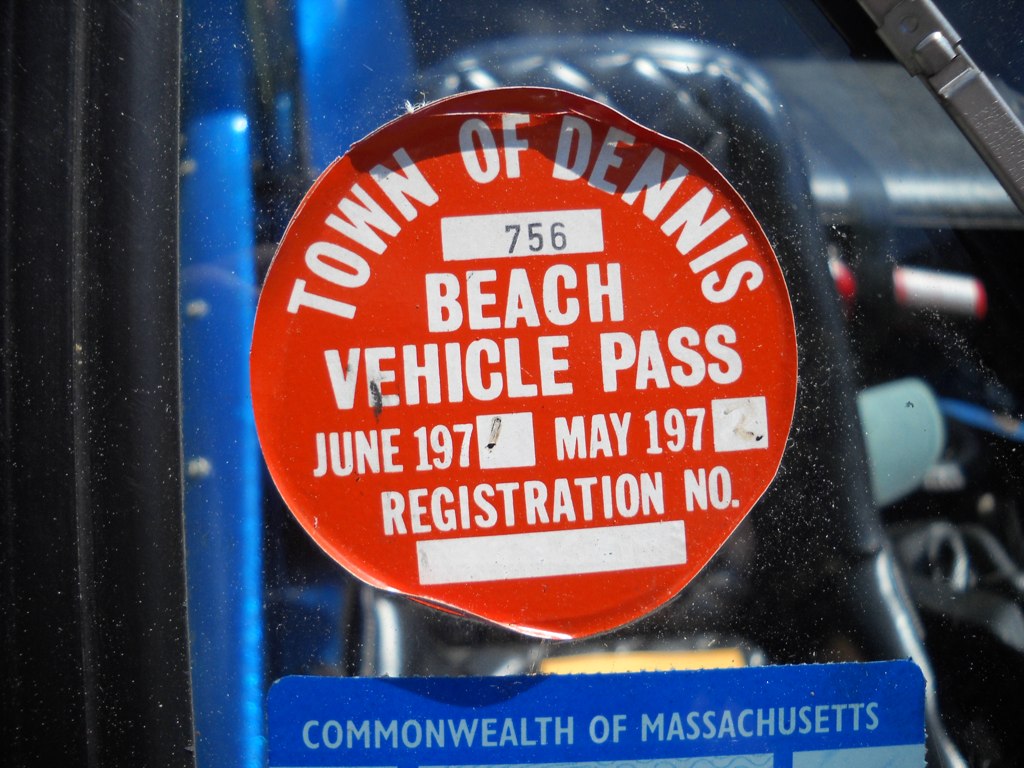 TOWN OF DENNIS
756
BEACH
VEHICLE PASS
JUNE 197 MAY 197
REGISTRATION NO.
COMMONWEALTH OF MASSACHUSETTS